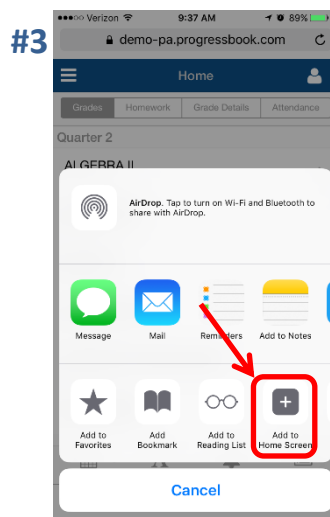 #3
Verizon 9:37 AM 89%
demo-pa.progressbook.com
Home
Grades Homework Grade Details Attendance
Quarter 2
ALGEBRA II
AirDrop. Tap to turn on Wi-Fi and Bluetooth to
share with AirDrop.
Message Mail Reminders Add to Notes
Add to Favorites
Add Bookmark
Add to Reading List
Add to Home Screen
Cancel